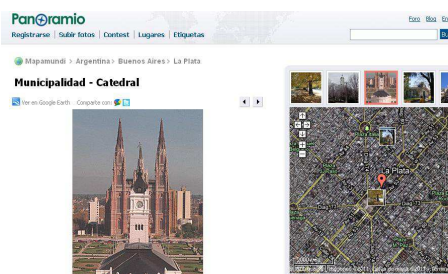 Panoramio
Foro Blog
Registrarse | Subir fotos | Contest | Lugares | Etiquetas
Mapamundi > Argentina > Buenos Aires > La Plata
Municipalidad - Catedral
Ver en Google Earth Comparte con:
La Plata